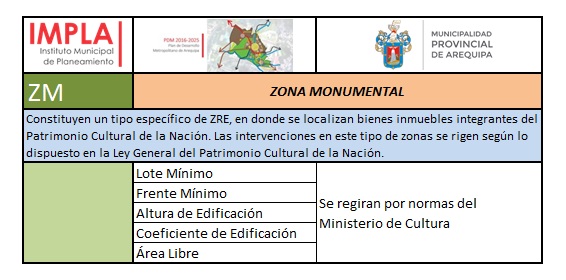 IMPLA
Instituto Municipal
de Planeamiento
PDM 2016-2025
Plan de Desarrollo
Metropolitano de Arequipa
MUNICIPALIDAD
PROVINCIAL
DE AREQUIPA
ZM
ZONA MONUMENTAL
Constituyen un tipo específico de ZRE, en donde se localizan bienes inmuebles integrantes del
Patrimonio Cultural de la Nación. Las intervenciones en este tipo de zonas se rigen según lo
dispuesto en la Ley General del Patrimonio Cultural de la Nación.
Lote Mínimo
Frente Mínimo
Altura de Edificación
Coeficiente de Edificación
Área Libre
Se regiran por normas del
Ministerio de Cultura